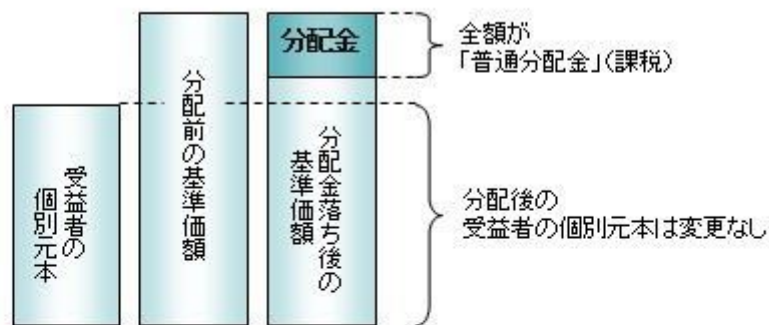 受益者の
個別元本
分配前の基準価額
分配金
分配金落ち後の
基準価額
全額が
「普通分配金」(課税)
分配後の
受益者の個別元本は変更なし